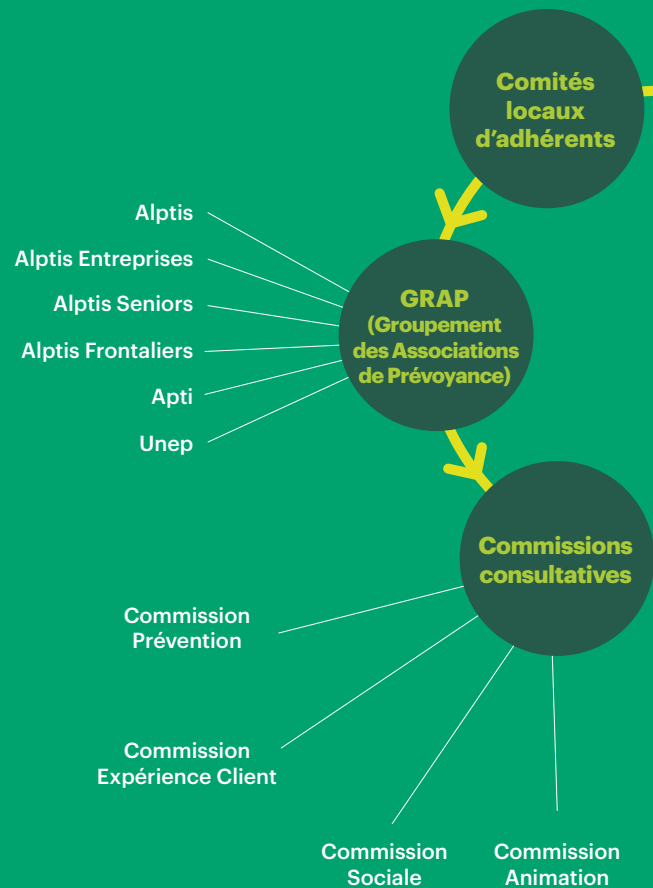 Comités
locaux
d'adhérents
Alptis
Alptis Entreprises
Alptis Seniors
Alptis Frontaliers
Apti
Unep
GRAP
(Groupement
des Associations
de Prévoyance)
Commissions
consultatives
Commission
Prévention
Commission
Expérience Client
Commission
Sociale
Commission
Animation